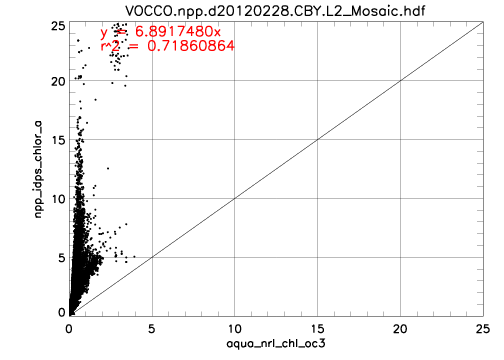 VOCCO.npp.d20120228.CBY.L2_Mosaic.hdf
y = 6.8917480x
r^2 = 0.71860864
25
20
15
10
5
0
npp_idps_chlor_a
0 5 10 15 20 25
aqua_nrl_chl_oc3